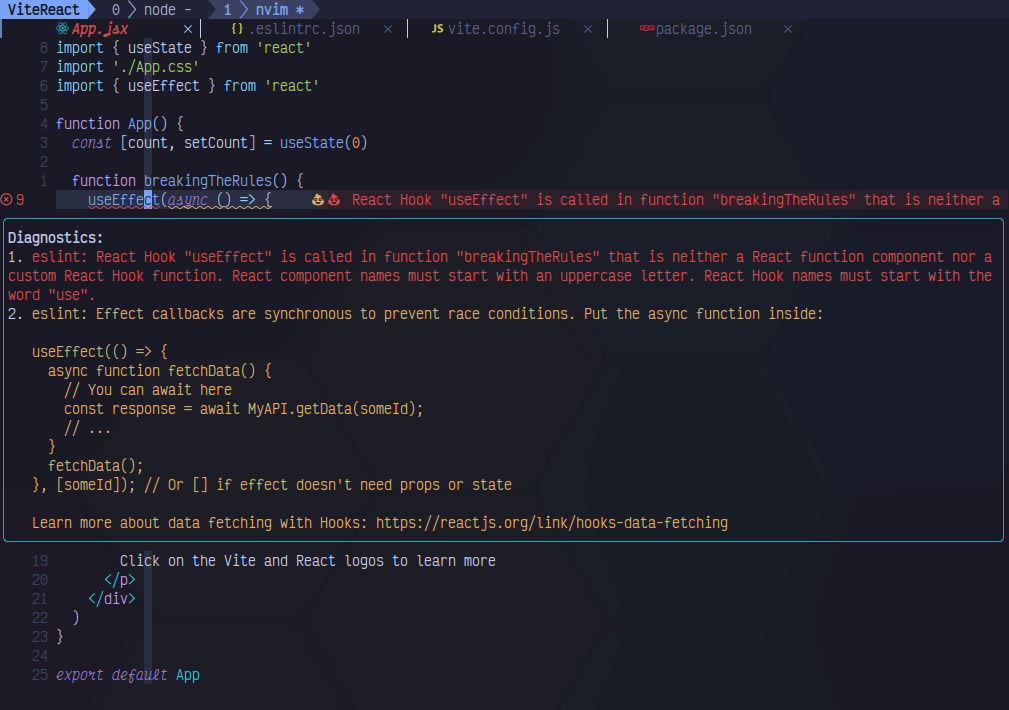 ViteReact 0 node - 1 nvim *
App.jsx × {} .eslintrc.json × JS vite.config.js × package.json ×
8 import { useState } from 'react'
7 import './App.css'
6 import { useEffect } from 'react'
5
4 function App() {
3 const [count, setCount] = useState(0)
2
1 function breakingTheRules() {
9 useEffect(async () => { React Hook "useEffect" is called in function "breakingTheRules" that is neither a
Diagnostics:
1. eslint: React Hook "useEffect" is called in function "breakingTheRules" that is neither a React function component nor a
custom React Hook function. React component names must start with an uppercase letter. React Hook names must start with the
word "use".
2. eslint: Effect callbacks are synchronous to prevent race conditions. Put the async function inside:
useEffect(() => {
async function fetchData() {
// You can await here
const response = await MyAPI.getData(someId);
// ...
}
fetchData();
}, [someId]); // Or [] if effect doesn't need props or state
Learn more about data fetching with Hooks: https://reactjs.org/link/hooks-data-fetching
19 Click on the Vite and React logos to learn more
20 </p>
21 </div>
22 )
23 }
24
25 export default App